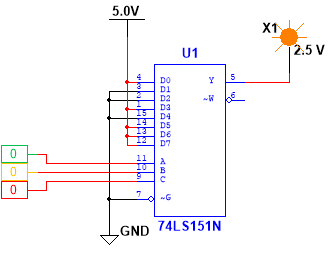 5.0V
X1
2.5 V
U1
4 D0 Y 5
3 D1
2 D2 ~W 6
1 D3
15 D4
14 D5
13 D6
12 D7
0
11 A
0
10 B
0
9 C
7 ~G
GND
74LS151N